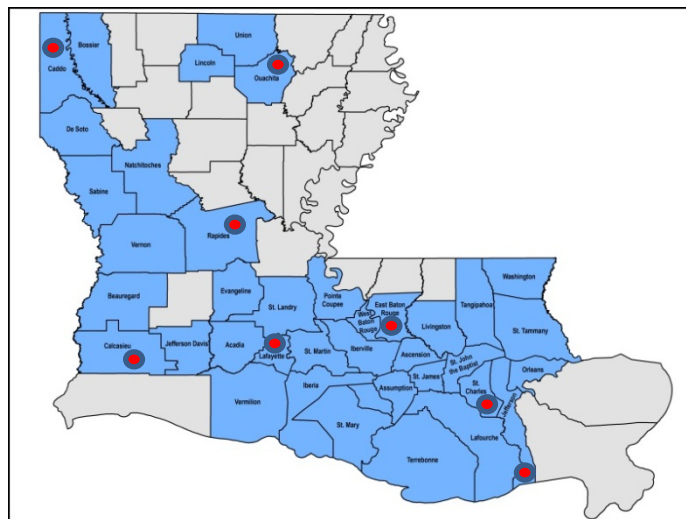 Union
Bossier
Caddo
Lincoln
Ouachita
De Soto
Natchitoches
Sabine
Rapides
Vernon
Washington
Beauregard
Evangeline
St. Landry
Pointe
Coupee
East Baton
Rouge
West
Baton
Rouge
Tangipahoa
Livingston
St. Tammany
Calcasieu
Jefferson Davis
Acadia
Lafayette
St. Martin
Iberville
Ascension
St. John
the Baptist
Orleans
St. James
Assumption
St.
Charles
Jefferson
Vermilion
Iberia
St. Mary
Lafourche
Terrebonne